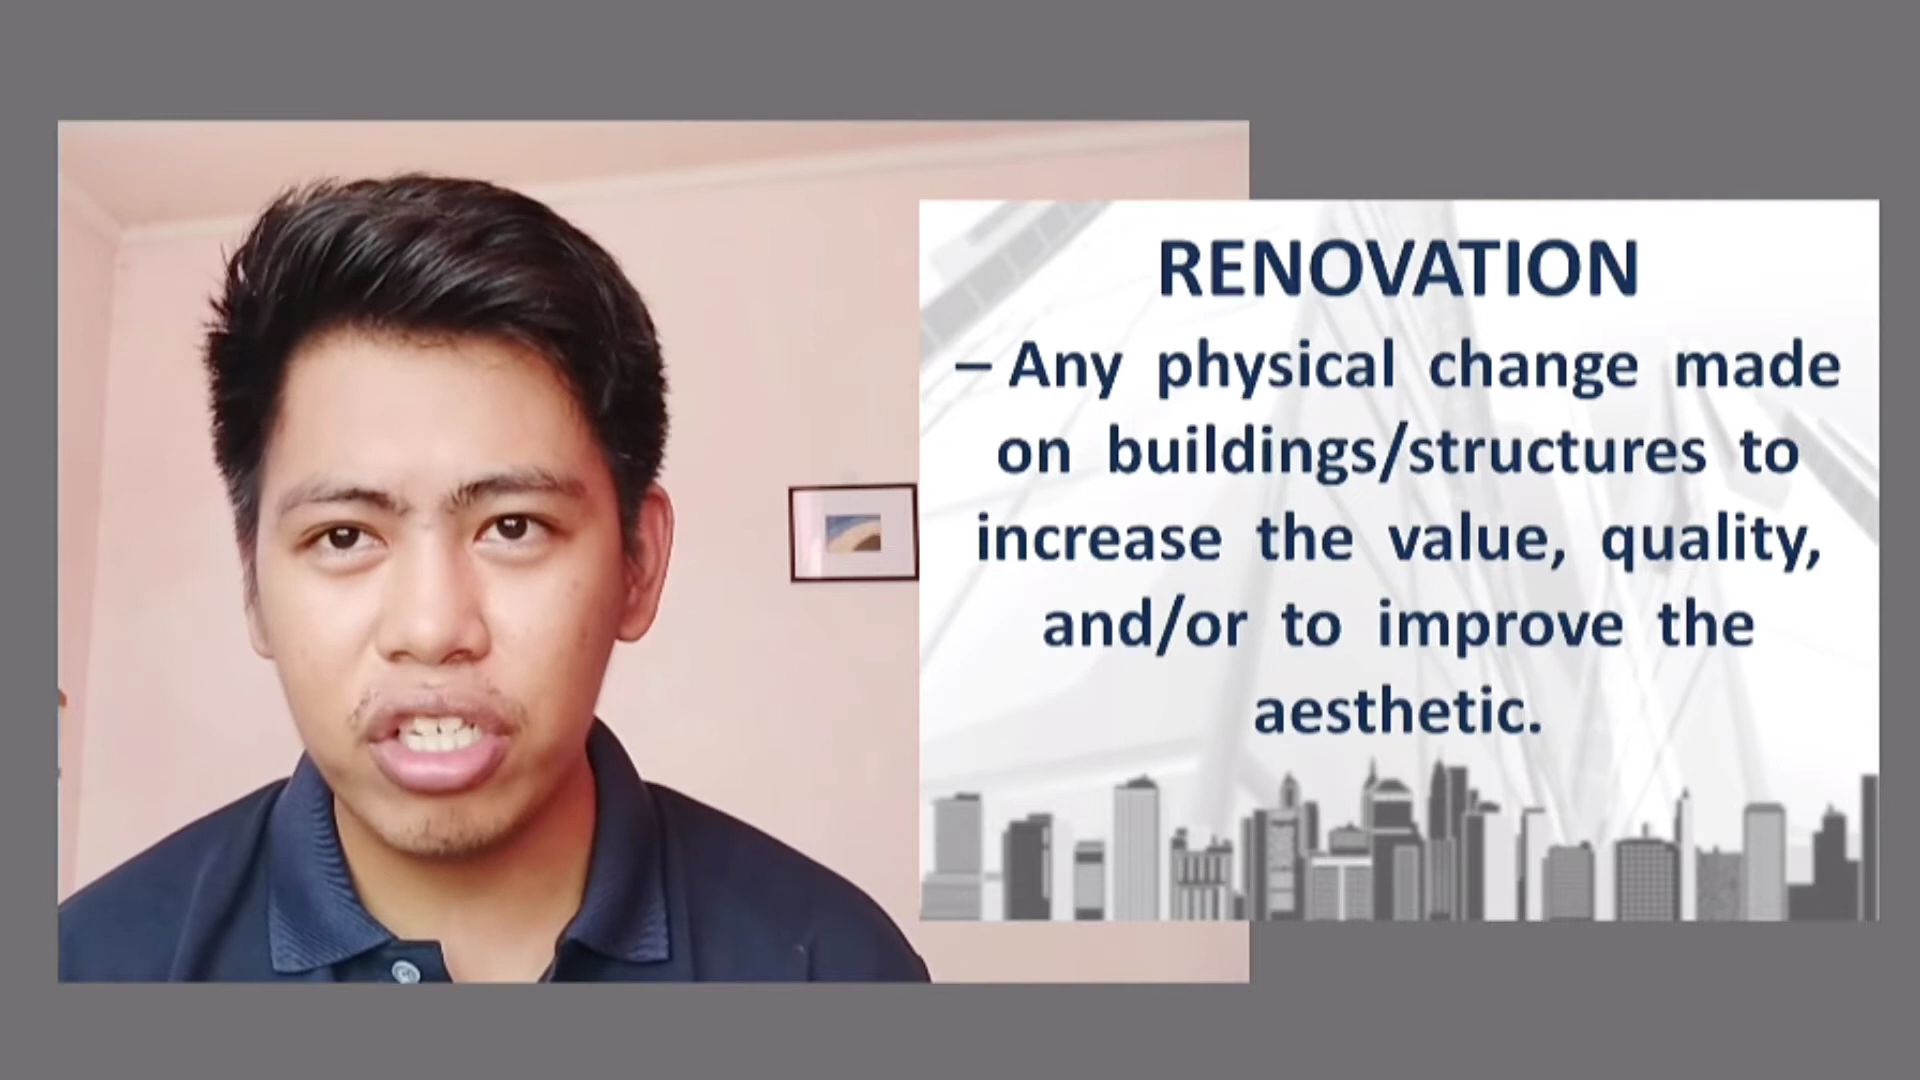 RENOVATION
– Any physical change made
on buildings/structures to
increase the value, quality,
and/or to improve the
aesthetic.